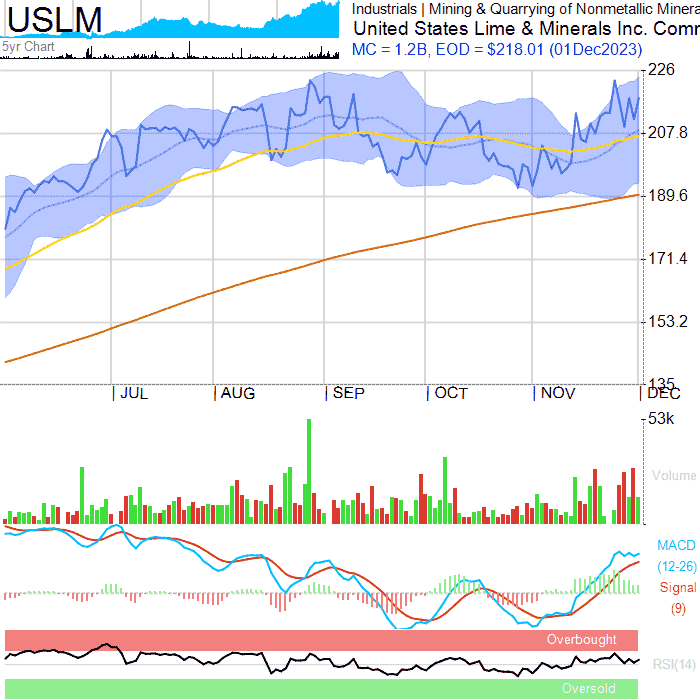 USLM
5yr Chart
Industrials | Mining & Quarrying of Nonmetallic Minera
United States Lime & Minerals Inc. Comr
MC = 1.2B, EOD = $218.01 (01Dec2023)
226
207.8
189.6
171.4
153.2
135
JUL AUG SEP OCT NOV DEC
53k
Volume
MACD
(12-26)
Signal
(9)
Overbought
RSI(14)
Oversold